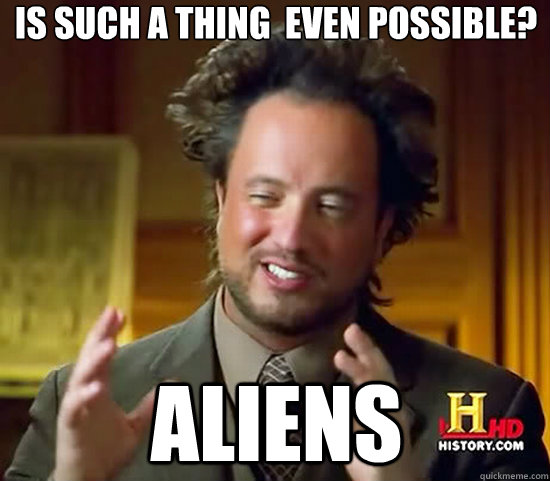 IS SUCH A THING EVEN POSSIBLE?
ALIENS
H HD
HISTORY.COM
quickmeme.com